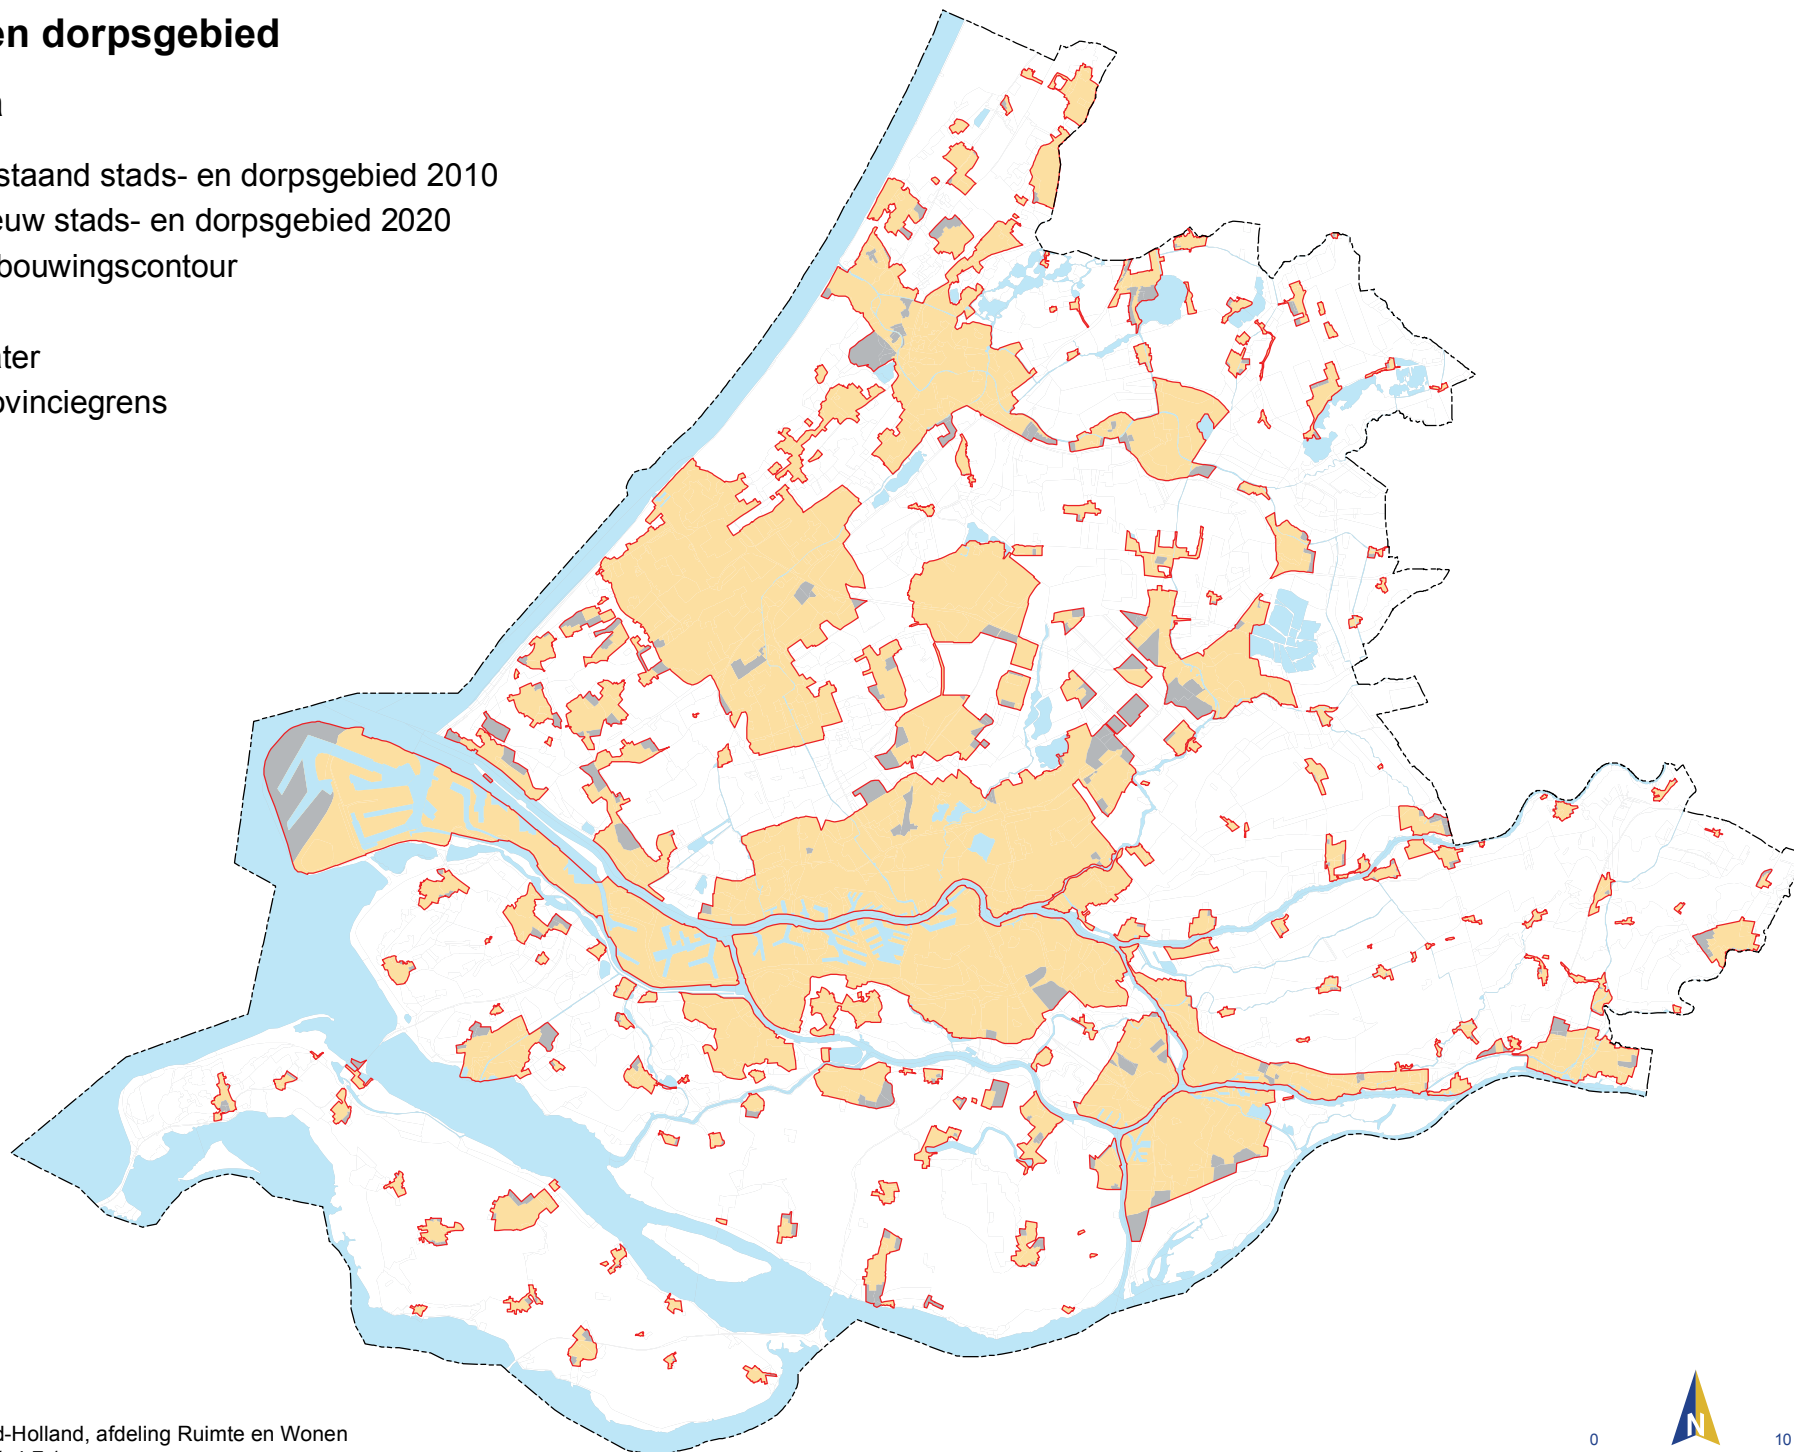 en dorpsgebied
staand stads- en dorpsgebied 2010
euw stads- en dorpsgebied 2020
bouwingscontour
ater
ovinciegrens
d-Holland, afdeling Ruimte en Wonen
N
0 10